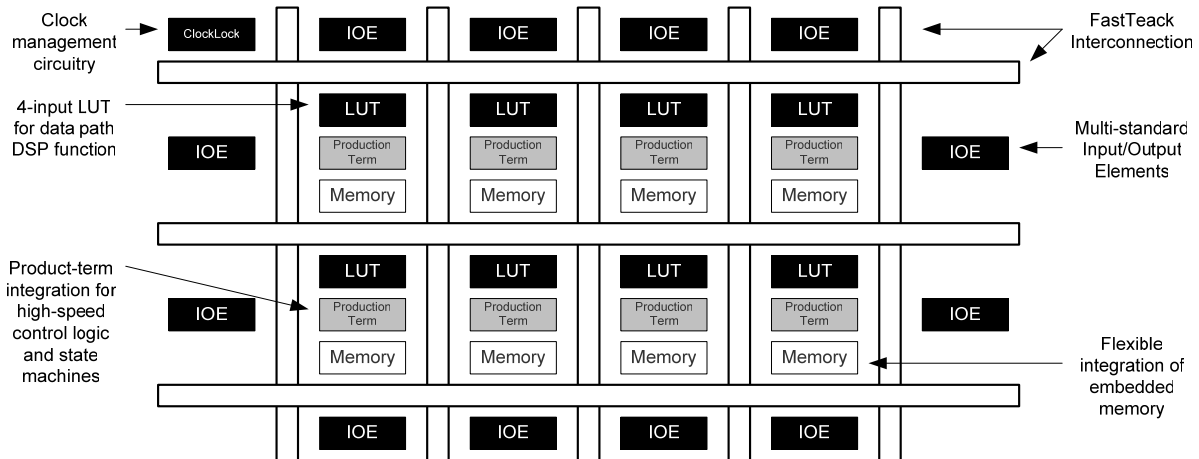 Clock
management
circuitry
ClockLock
IOE
IOE
IOE
IOE
FastTeack
Interconnection
4-input LUT
for data path
DSP function
LUT
LUT
LUT
LUT
IOE
Production
Term
Production
Term
Production
Term
Production
Term
IOE
Multi-standard
Input/Output
Elements
Memory
Memory
Memory
Memory
Product-term
integration for
high-speed
control logic
and state
machines
LUT
LUT
LUT
LUT
IOE
Production
Term
Production
Term
Production
Term
Production
Term
IOE
Memory
Memory
Memory
Memory
Flexible
integration of
embedded
memory
IOE
IOE
IOE
IOE